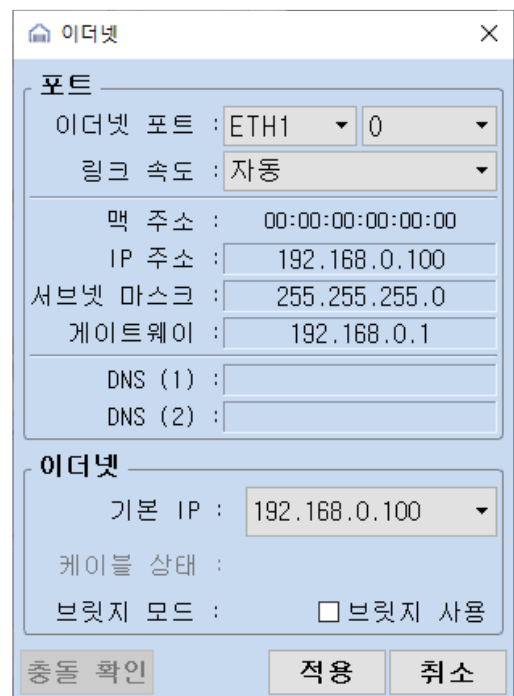 이더넷
포트
이더넷 포트 : ETH1 0
링크 속도 : 자동
맥 주소 : 00:00:00:00:00:00
IP 주소 : 192.168.0.100
서브넷 마스크 : 255.255.255.0
게이트웨이 : 192.168.0.1
DNS (1) :
DNS (2) :
이더넷
기본 IP : 192.168.0.100
케이블 상태 :
브릿지 모드 : 브릿지 사용
충돌 확인 적용 취소